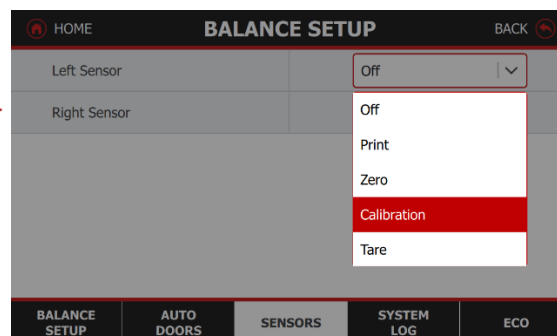 HOME
BALANCE SETUP
BACK
Left Sensor
Off
Right Sensor
Off
Print
Zero
Calibration
Tare
BALANCE
SETUP
AUTO
DOORS
SENSORS
SYSTEM
LOG
ECO